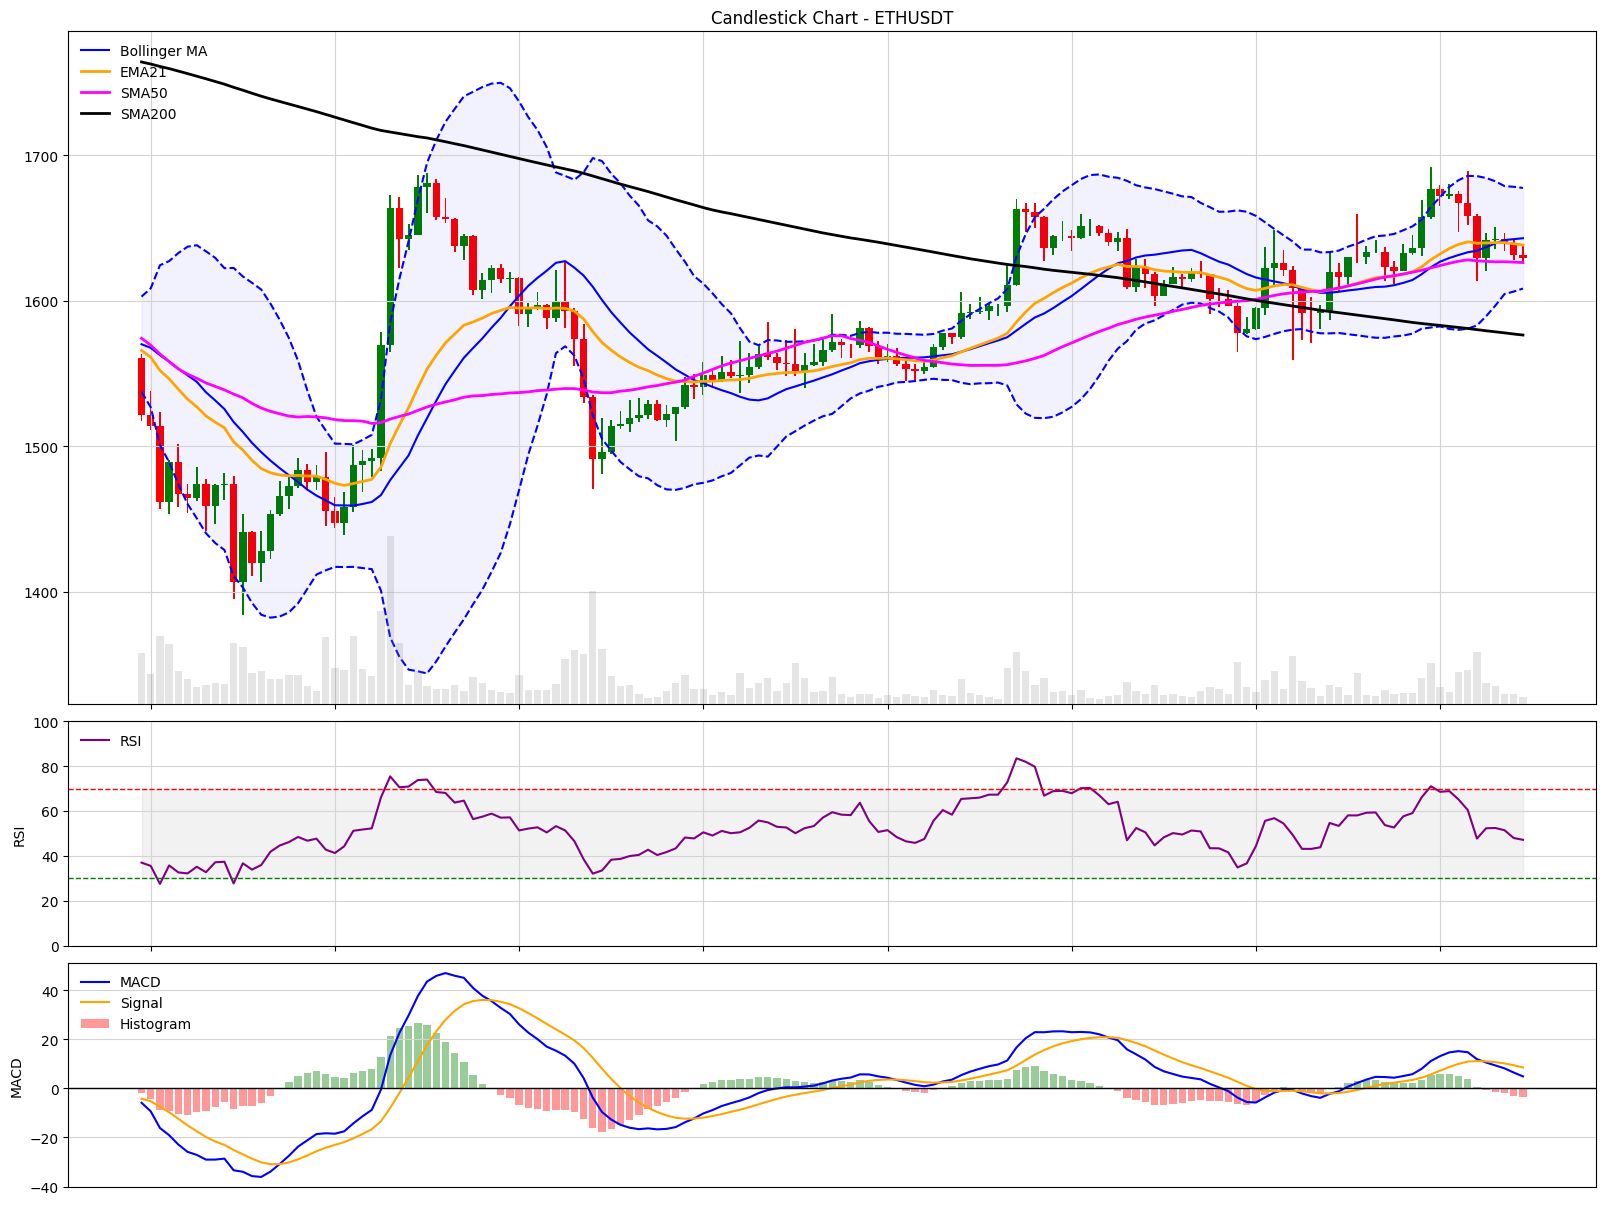 Candlestick Chart - ETHUSDT
Bollinger MA
EMA21
SMA50
SMA200
1700
1600
1500
1400
100
80
60
40
20
0
RSI
RSI
40
20
0
−20
−40
MACD
MACD
Signal
Histogram